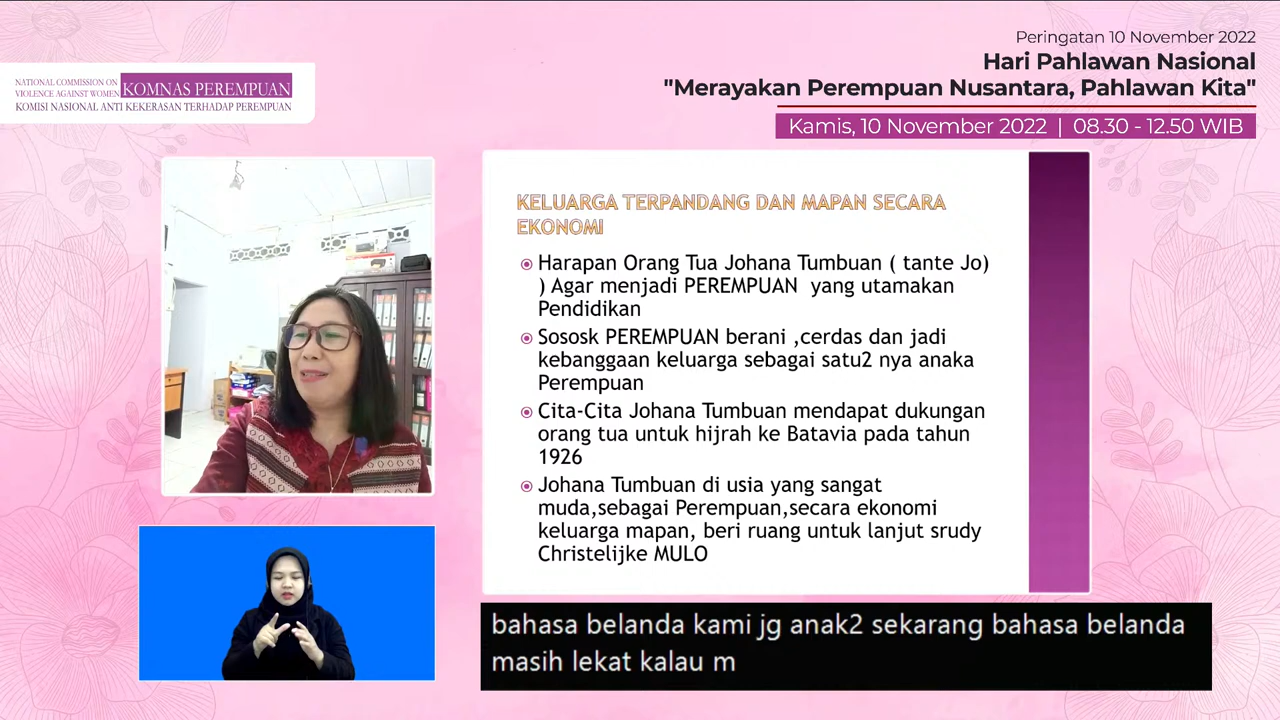 Peringatan 10 November 2022
Hari Pahlawan Nasional
"Merayakan Perempuan Nusantara, Pahlawan Kita"
Kamis, 10 November 2022 | 08.30 - 12.50 WIB
NATIONAL COMMISSION ON
VIOLENCE AGAINST WOMEN
KOMNAS PEREMPUAN
KOMISI NASIONAL ANTI KEKERASAN TERHADAP PEREMPUAN
KELUARGA TERPANDANG DAN MAPAN SECARA
EKONOMI
Harapan Orang Tua Johana Tumbuan ( tante Jo)
) Agar menjadi PEREMPUAN yang utamakan
Pendidikan
Sososk PEREMPUAN berani ,cerdas dan jadi
kebanggaan keluarga sebagai satu2 nya anaka
Perempuan
Cita-Cita Johana Tumbuan mendapat dukungan
orang tua untuk hijrah ke Batavia pada tahun
1926
Johana Tumbuan di usia yang sangat
muda,sebagai Perempuan,secara ekonomi
keluarga mapan, beri ruang untuk lanjut srudy
Christelijke MULO
bahasa belanda kami jg anak2 sekarang bahasa belanda
masih lekat kalau m